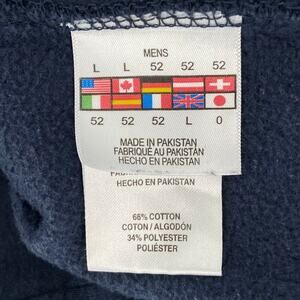 MENS
L L 52 52 52
52 52 52 L 0
MADE IN PAKISTAN
FABRIQUÉ AU PAKISTAN
HECHO EN PAKISTAN
HECHO EN PAKISTAN
66% COTTON
COTON / ALGODÓN
34% POLYESTER
POLIÉSTER